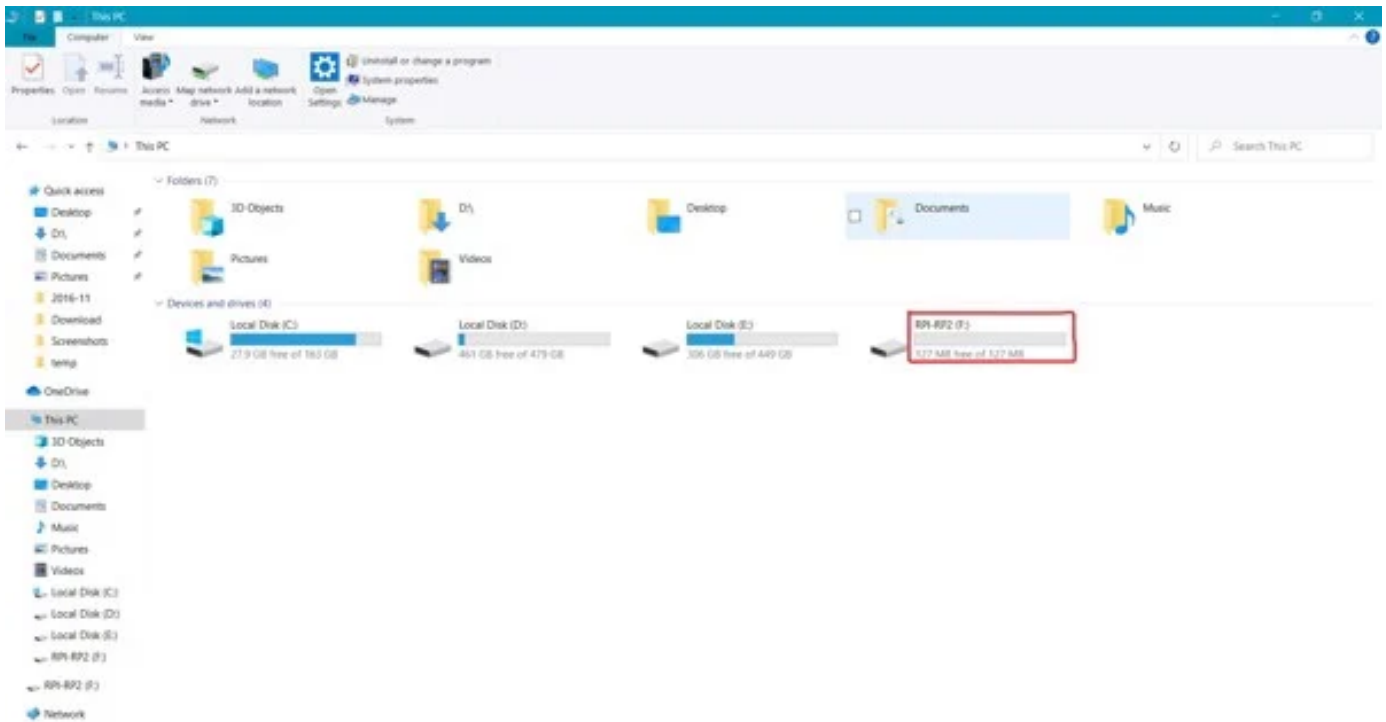 This PC
File
Computer
View
Properties
Open
Rename
Access media
Map network drive
Add a network location
Open Settings
Uninstall or change a program
System properties
Manage
Location
Network
System
This PC
Search This PC
Quick access
Desktop
D:\
Documents
Pictures
2016-11
Download
Screenshots
temp
OneDrive
This PC
3D Objects
D:\
Desktop
Documents
Music
Pictures
Videos
Local Disk (C:)
Local Disk (D:)
Local Disk (E:)
RPI-RP2 (F:)
RPI-RP2 (F:)
Network
Folders (7)
3D Objects
D:\
Desktop
Documents
Music
Pictures
Videos
Devices and drives (4)
Local Disk (C:)
27.9 GB free of 163 GB
Local Disk (D:)
461 GB free of 479 GB
Local Disk (E:)
306 GB free of 449 GB
RPI-RP2 (F:)
127 MB free of 127 MB